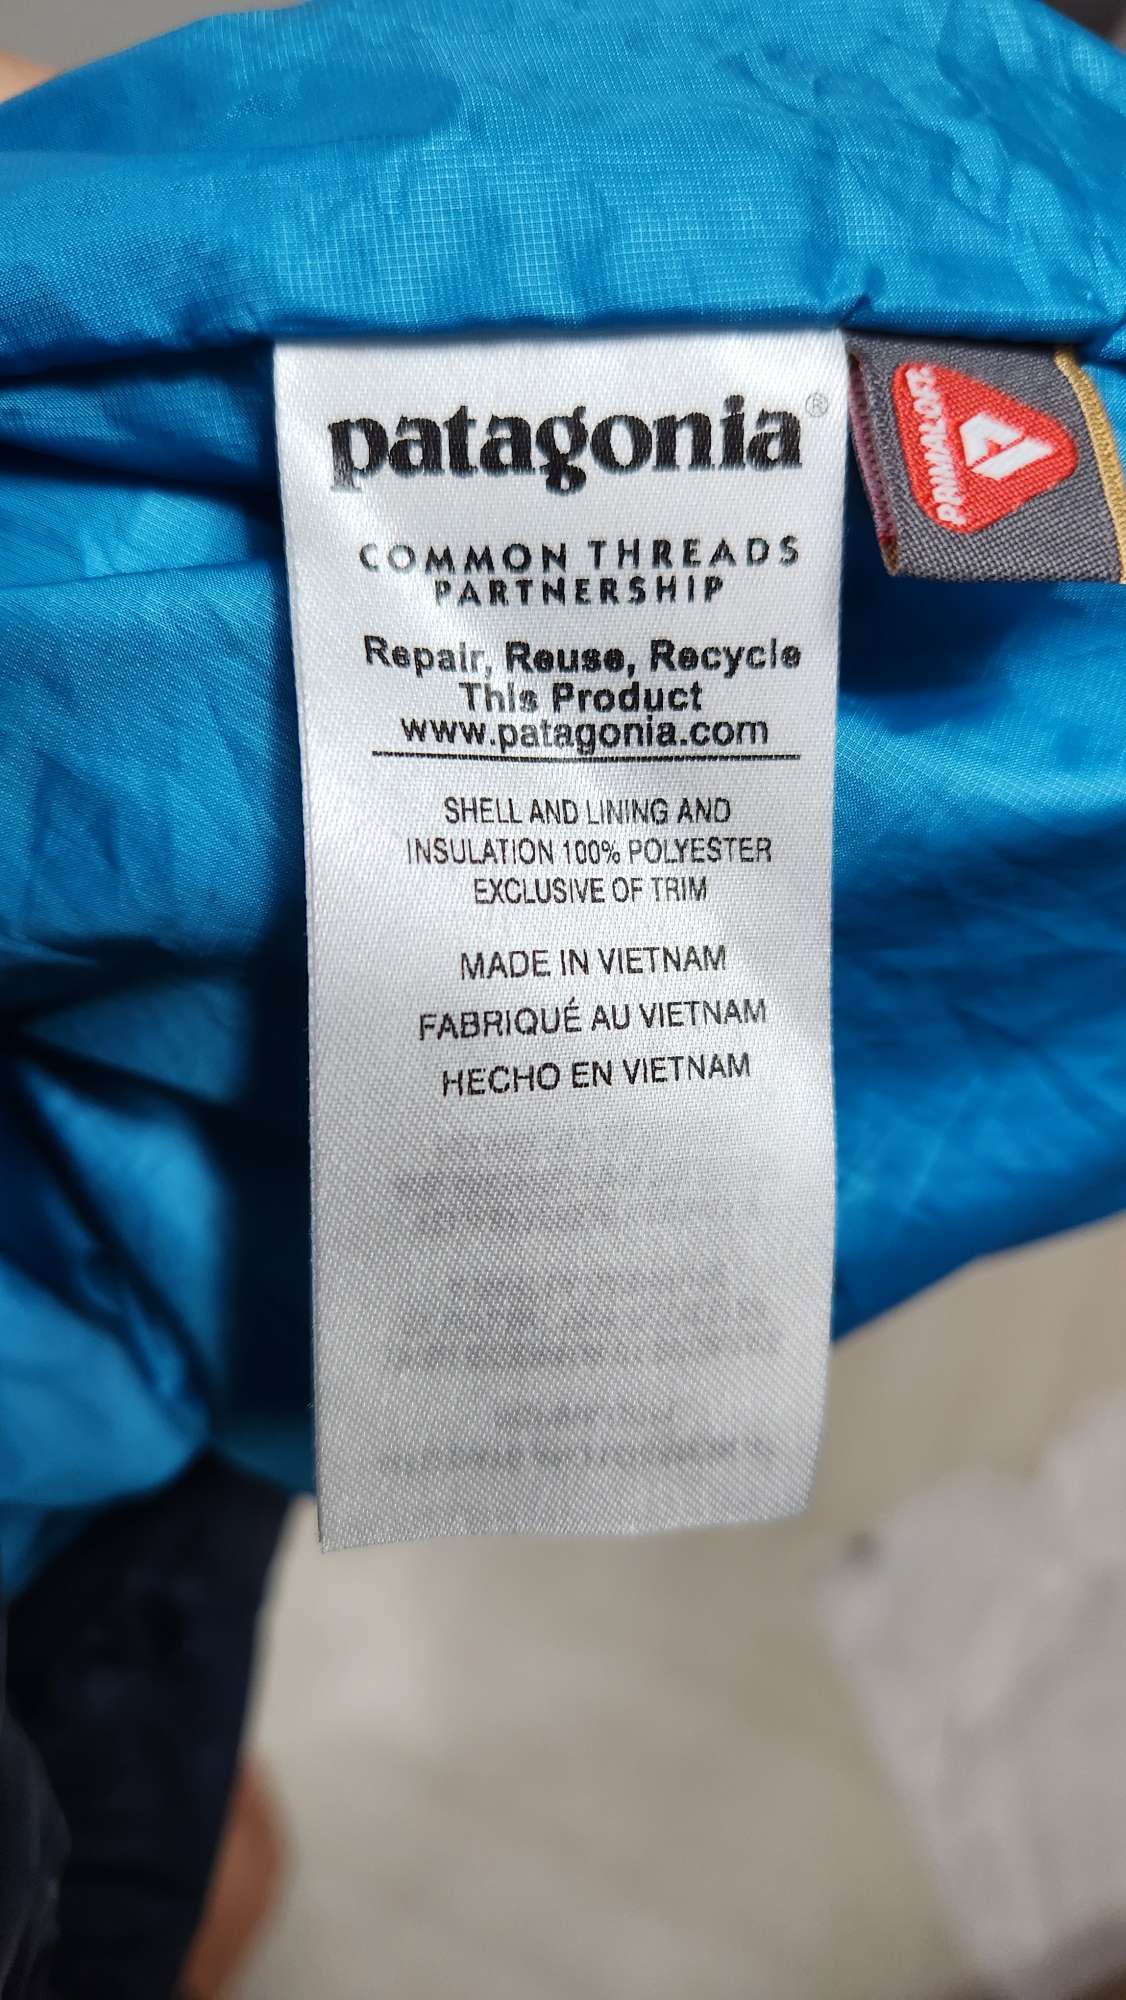 patagonia®
PRIMALOFT
COMMON THREADS
PARTNERSHIP
Repair, Reuse, Recycle
This Product
www.patagonia.com
SHELL AND LINING AND
INSULATION 100% POLYESTER
EXCLUSIVE OF TRIM
MADE IN VIETNAM
FABRIQUÉ AU VIETNAM
HECHO EN VIETNAM